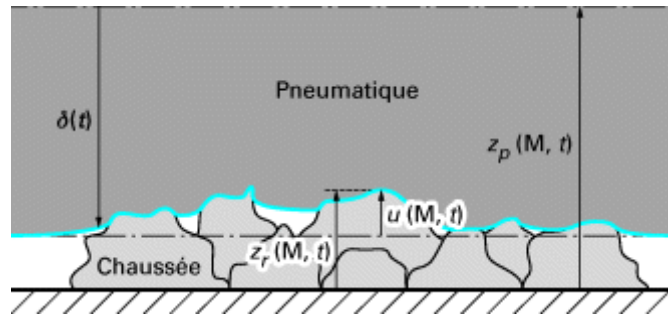 Pneumatique
δ(t)
z_p (M, t)
u (M, t)
z_r (M, t)
Chaussée